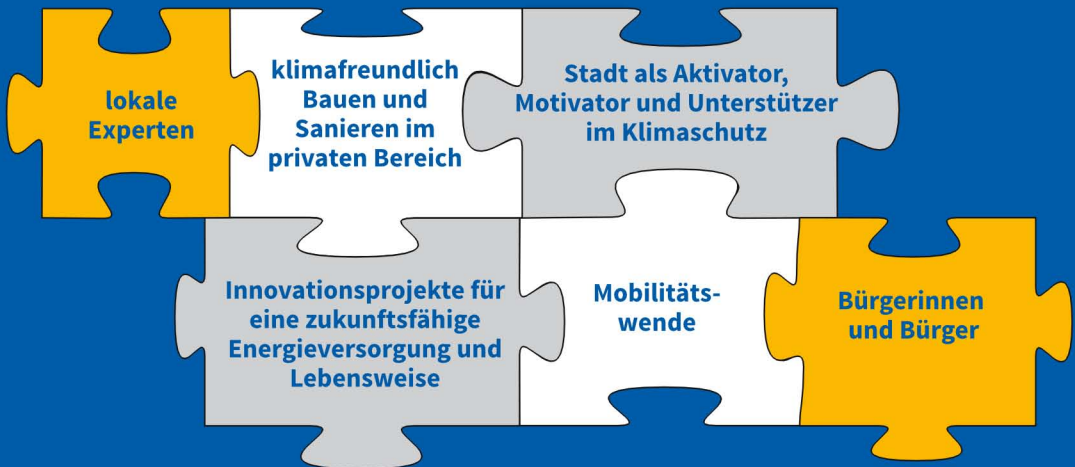 lokale
Experten
klimafreundlich
Bauen und
Sanieren im
privaten Bereich
Stadt als Aktivator,
Motivator und Unterstützer
im Klimaschutz
Innovationsprojekte für
eine zukunftsfähige
Energieversorgung und
Lebensweise
Mobilitäts-
wende
Bürgerinnen
und Bürger